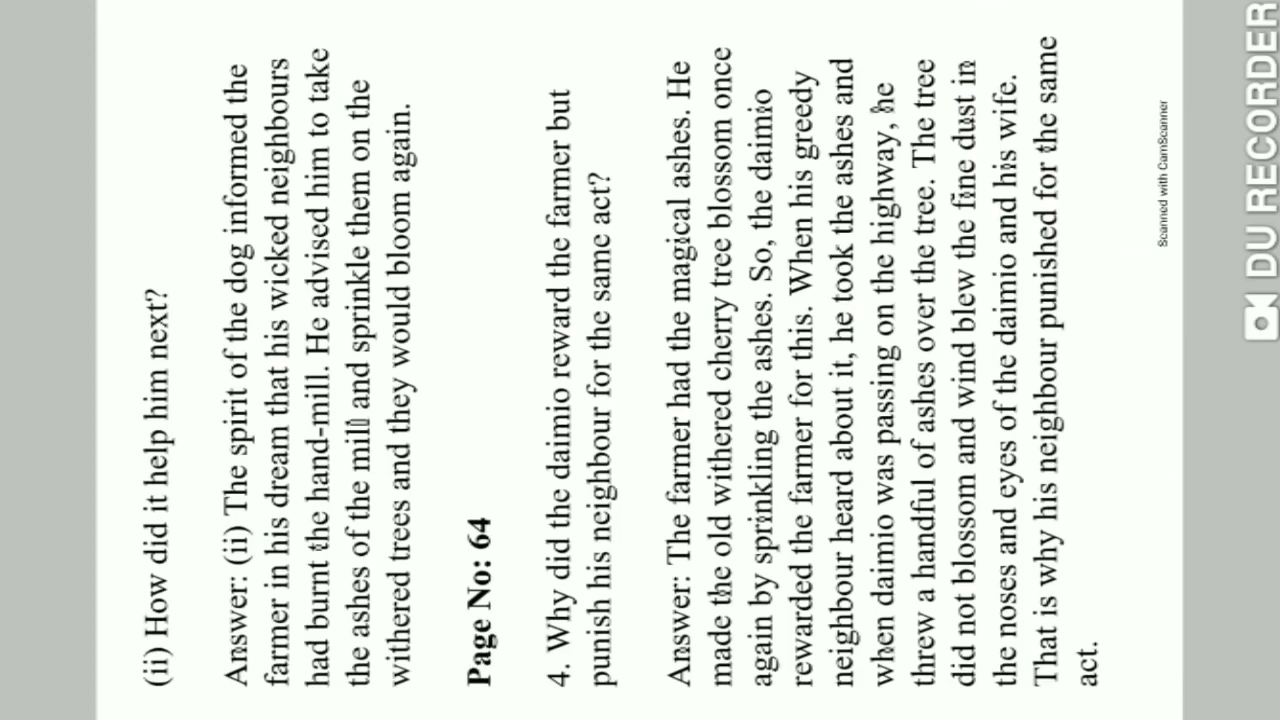 (ii) How did it help him next?
Answer: (ii) The spirit of the dog informed the
farmer in his dream that his wicked neighbours
had burnt the hand-mill. He advised him to take
the ashes of the mill and sprinkle them on the
withered trees and they would bloom again.
Page No: 64
4. Why did the daimio reward the farmer but
punish his neighbour for the same act?
Answer: The farmer had the magical ashes. He
made the old withered cherry tree blossom once
again by sprinkling the ashes. So, the daimio
rewarded the farmer for this. When his greedy
neighbour heard about it, he took the ashes and
when daimio was passing on the highway, he
threw a handful of ashes over the tree. The tree
did not blossom and wind blew the fine dust in
the noses and eyes of the daimio and his wife.
That is why his neighbour punished for the same
act.
Scanned with CamScanner
DU RECORDER